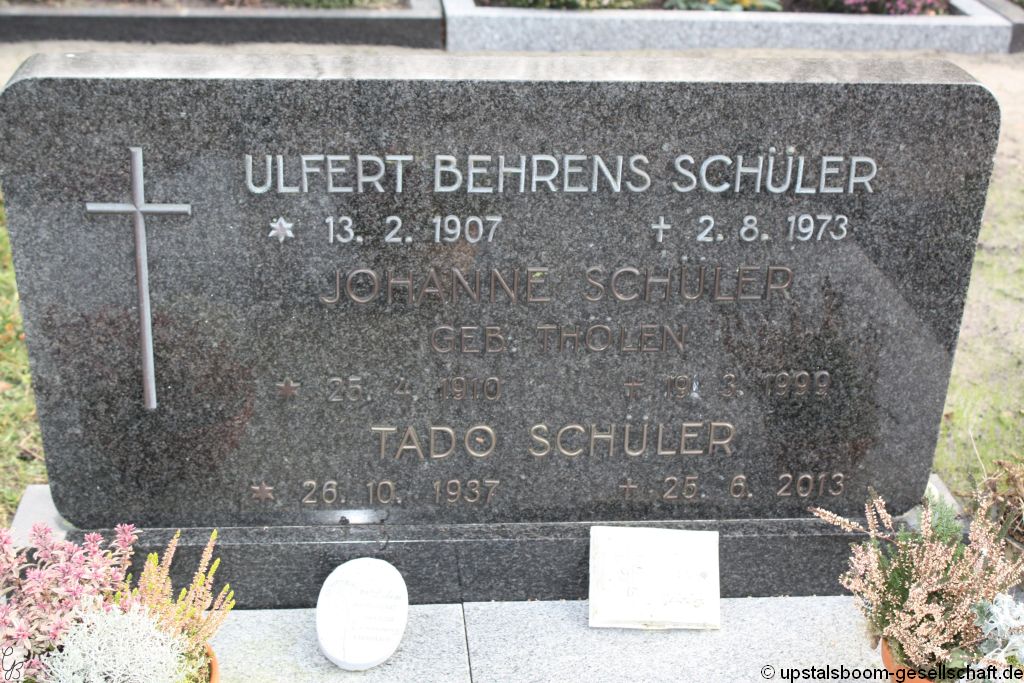 ULFERT BEHRENS SCHÜLER
* 13. 2. 1907 † 2. 8. 1973
JOHANNE SCHÜLER
GEB. THOLEN
* 25. 4. 1910 † 19. 3. 1999
TADO SCHÜLER
* 26. 10. 1937 † 25. 6. 2013
© upstalsboom-gesellschaft.de